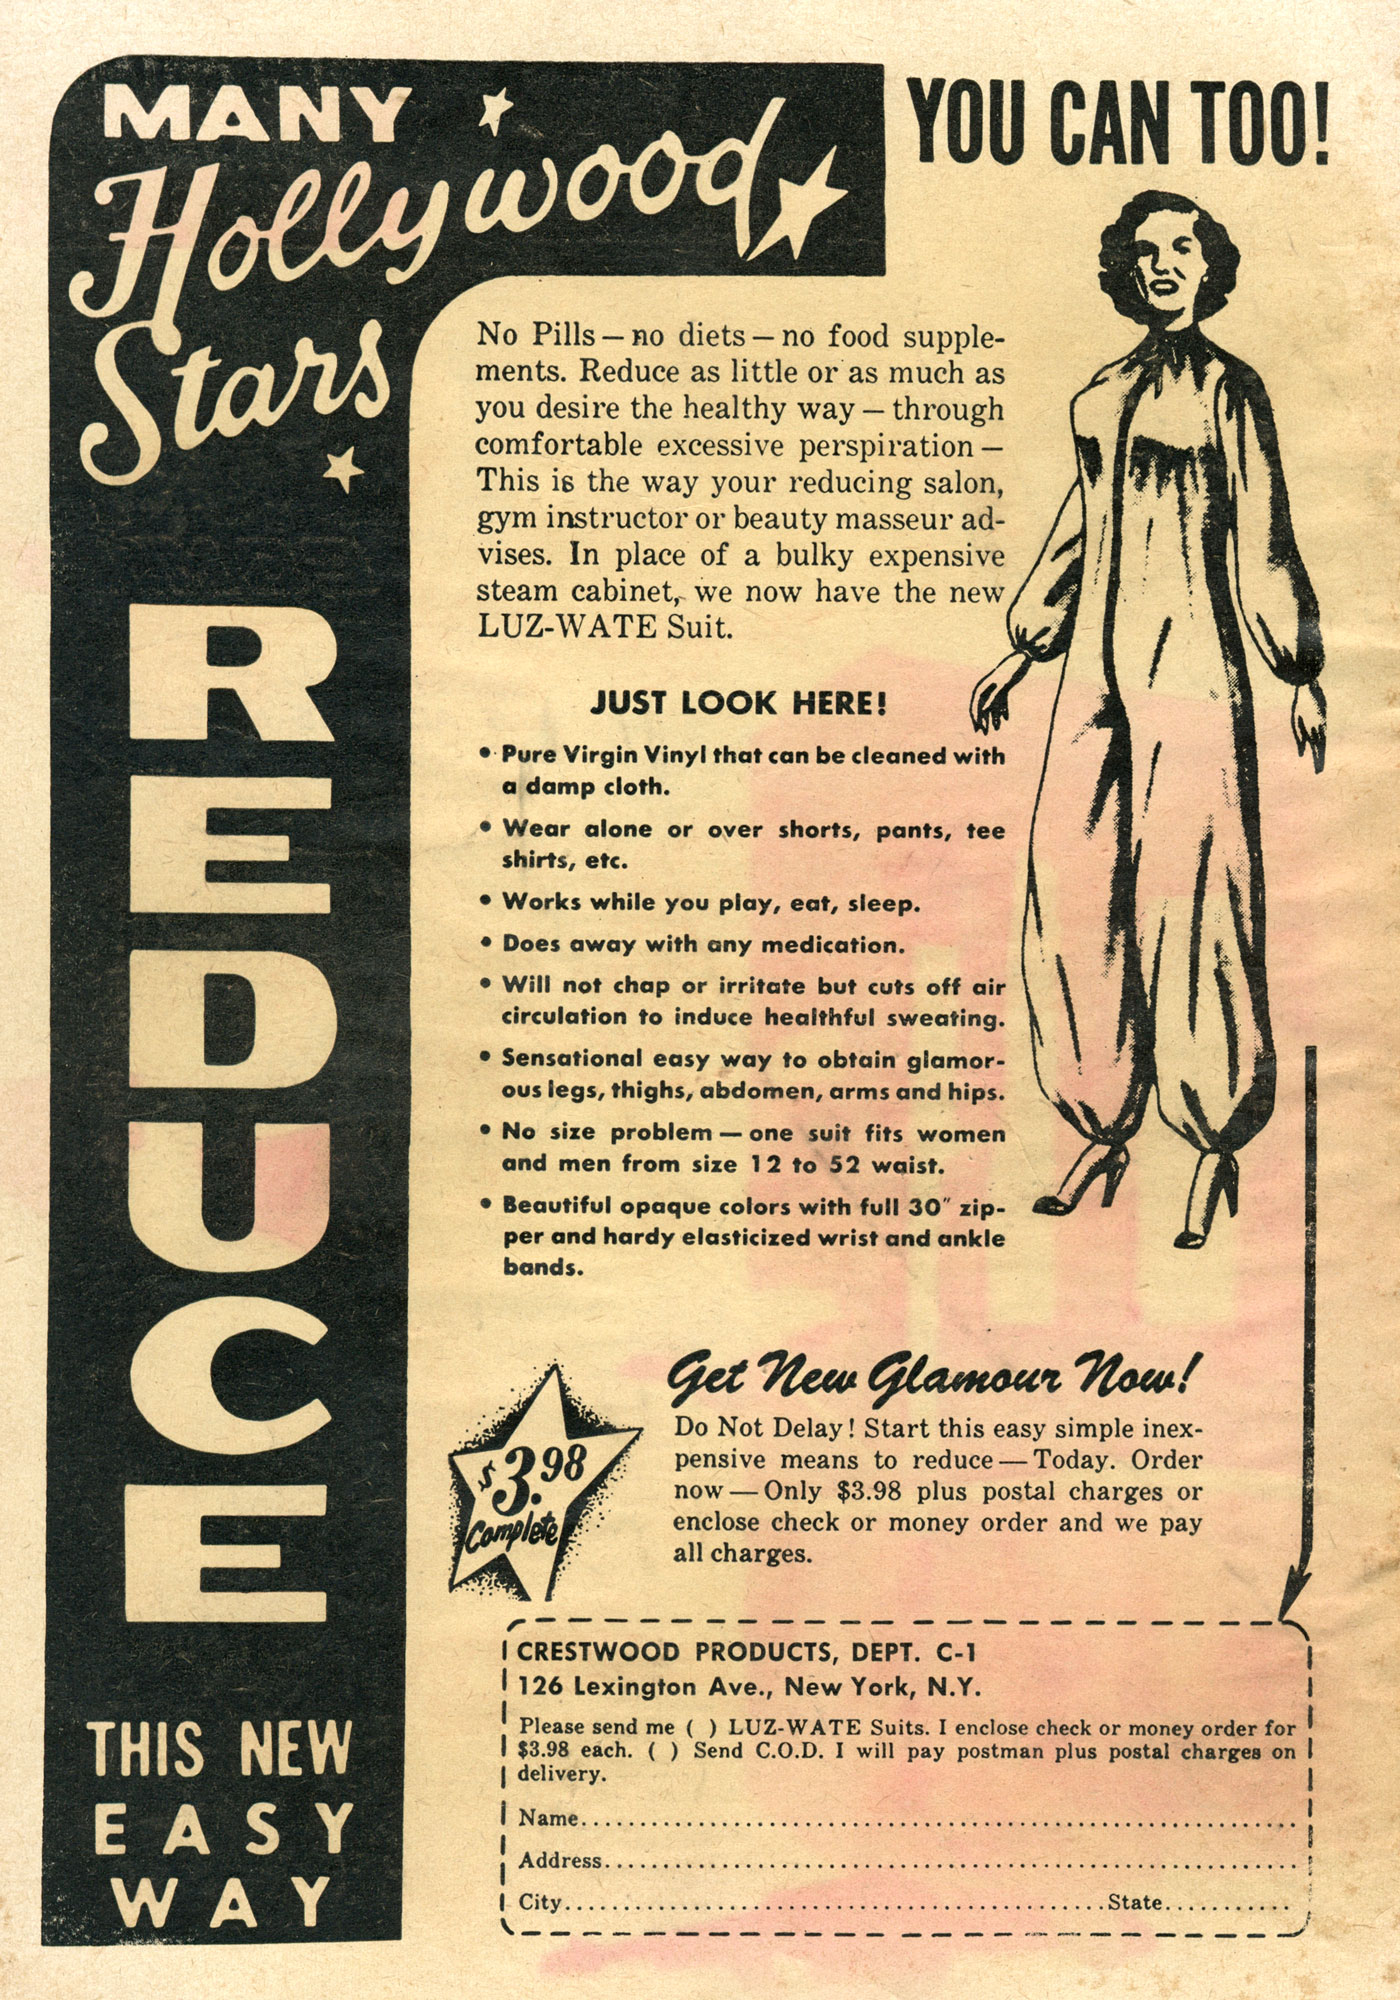 MANY
Hollywood
Stars
REDUCE
THIS NEW
EASY
WAY
YOU CAN TOO!
No Pills — no diets — no food supple-
ments. Reduce as little or as much as
you desire the healthy way — through
comfortable excessive perspiration —
This is the way your reducing salon,
gym instructor or beauty masseur ad-
vises. In place of a bulky expensive
steam cabinet, we now have the new
LUZ-WATE Suit.
JUST LOOK HERE!
• Pure Virgin Vinyl that can be cleaned with
a damp cloth.
• Wear alone or over shorts, pants, tee
shirts, etc.
• Works while you play, eat, sleep.
• Does away with any medication.
• Will not chap or irritate but cuts off air
circulation to induce healthful sweating.
• Sensational easy way to obtain glamor-
ous legs, thighs, abdomen, arms and hips.
• No size problem — one suit fits women
and men from size 12 to 52 waist.
• Beautiful opaque colors with full 30" zip-
per and hardy elasticized wrist and ankle
bands.
$3.98
Complete
Get New Glamour Now!
Do Not Delay! Start this easy simple inex-
pensive means to reduce — Today. Order
now — Only $3.98 plus postal charges or
enclose check or money order and we pay
all charges.
CRESTWOOD PRODUCTS, DEPT. C-1
126 Lexington Ave., New York, N.Y.
Please send me ( ) LUZ-WATE Suits. I enclose check or money order for
$3.98 each. ( ) Send C.O.D. I will pay postman plus postal charges on
delivery.
Name
Address
City State